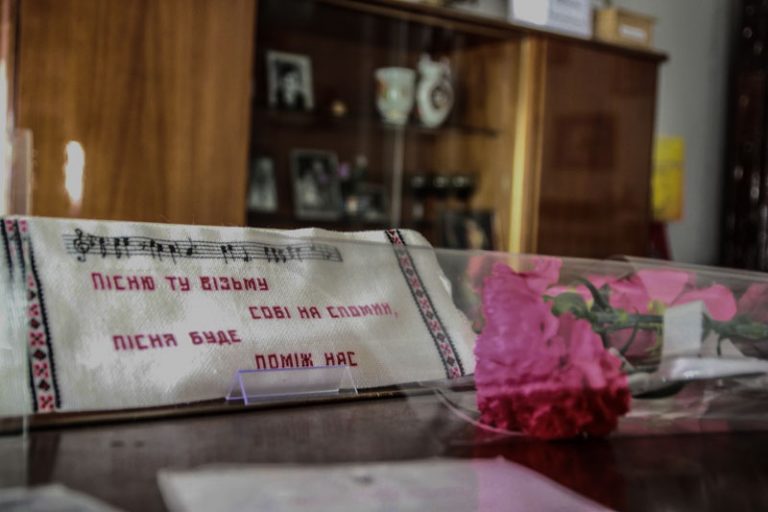 ПІСНЮ ТУ ВІЗЬМУ
СОБІ НА СПОМИН,
ПІСНЯ БУДЕ
ПОМІЖ НАС